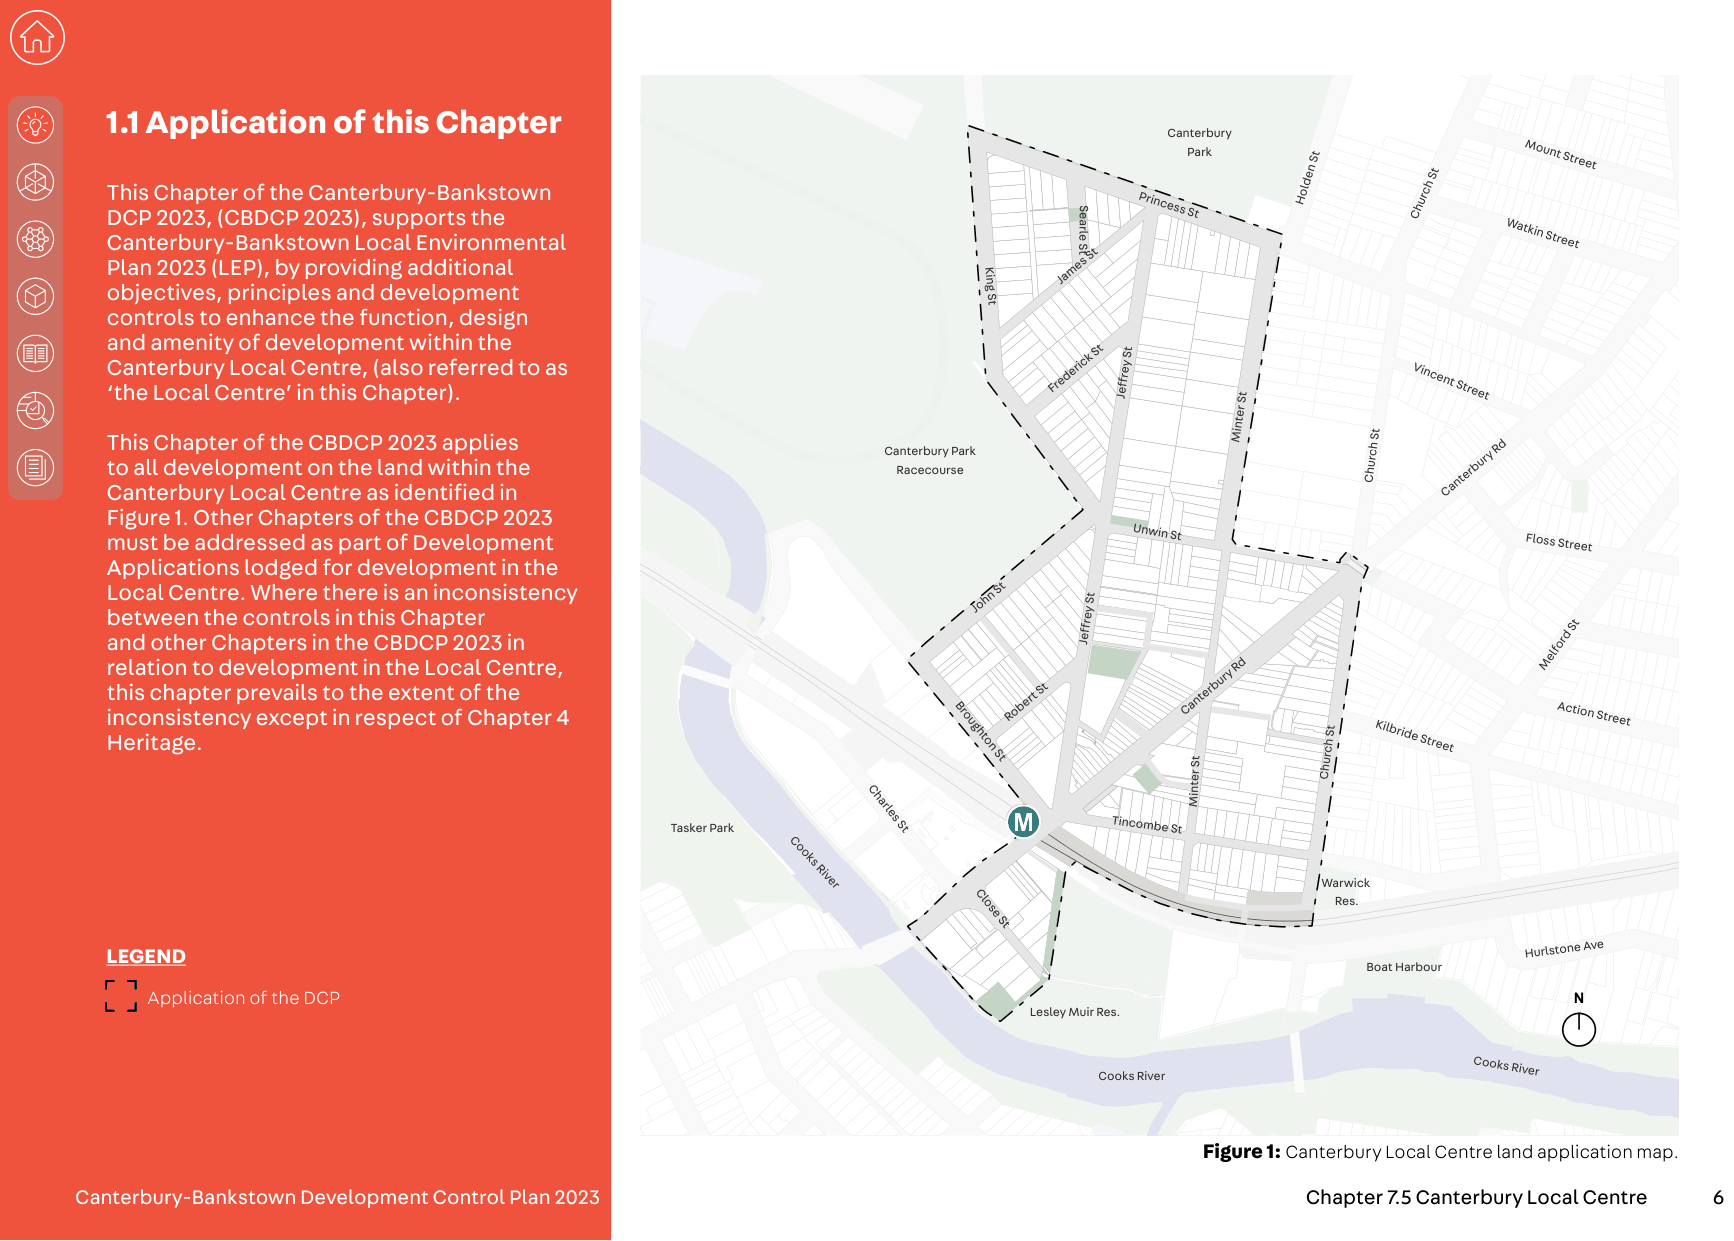 1.1 Application of this Chapter
This Chapter of the Canterbury-Bankstown
DCP 2023, (CBDCP 2023), supports the
Canterbury-Bankstown Local Environmental
Plan 2023 (LEP), by providing additional
objectives, principles and development
controls to enhance the function, design
and amenity of development within the
Canterbury Local Centre, (also referred to as
‘the Local Centre’ in this Chapter).
This Chapter of the CBDCP 2023 applies
to all development on the land within the
Canterbury Local Centre as identified in
Figure 1. Other Chapters of the CBDCP 2023
must be addressed as part of Development
Applications lodged for development in the
Local Centre. Where there is an inconsistency
between the controls in this Chapter
and other Chapters in the CBDCP 2023 in
relation to development in the Local Centre,
this chapter prevails to the extent of the
inconsistency except in respect of Chapter 4
Heritage.
LEGEND
Application of the DCP
Canterbury-Bankstown Development Control Plan 2023
Canterbury
Park
Princess St
Holden St
Church St
Mount Street
Watkin Street
Searle St
James St
King St
Frederick St
Jeffrey St
Minter St
Vincent Street
Canterbury Park
Racecourse
Church St
Canterbury Rd
Unwin St
Floss Street
John St
Jeffrey St
Melford St
Canterbury Rd
Robert St
Broughton St
Action Street
Kilbride Street
Church St
Minter St
Charles St
M
Tincombe St
Tasker Park
Cooks River
Warwick
Res.
Close St
Hurlstone Ave
Boat Harbour
N
Lesley Muir Res.
Cooks River
Cooks River
Figure 1: Canterbury Local Centre land application map.
Chapter 7.5 Canterbury Local Centre
6